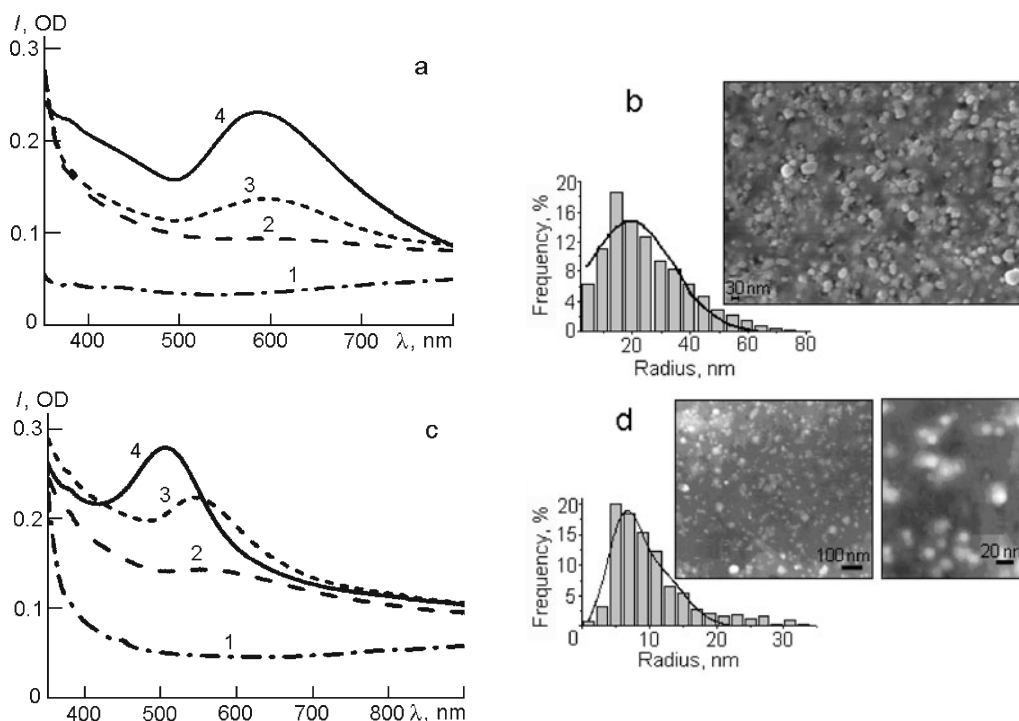 I, OD
0.3
0.2
0.1
0
a
4
3
2
1
400 500 600 700 λ, nm
b
30 nm
Frequency, %
20
16
12
8
4
0
20 40 60 80
Radius, nm
I, OD
0.3
0.2
0.1
0
c
4
3
2
1
400 500 600 700 800 λ, nm
d
100 nm
20 nm
Frequency, %
20
15
10
5
0 10 20 30
Radius, nm